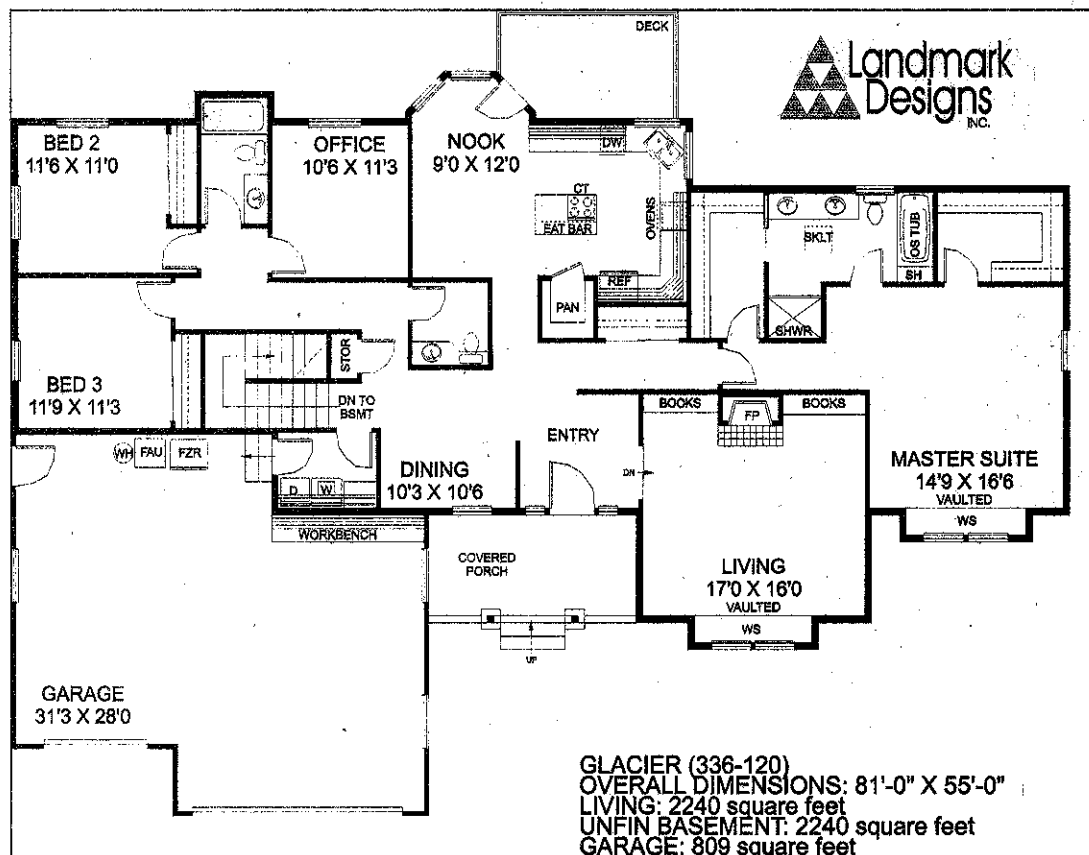 DECK
Landmark
Designs
INC.
BED 2
11'6 X 11'0
OFFICE
10'6 X 11'3
NOOK
9'0 X 12'0
DW
CT
EAT BAR
OVENS
REF
PAN
SKLT
OS TUB
SH
SHWR
STOR
BED 3
11'9 X 11'3
DN TO
BSMT
WH
FAU
FZR
D
W
DINING
10'3 X 10'6
ENTRY
BOOKS
FP
BOOKS
DN
MASTER SUITE
14'9 X 16'6
VAULTED
WS
WORKBENCH
COVERED
PORCH
UP
LIVING
17'0 X 16'0
VAULTED
WS
GARAGE
31'3 X 28'0
GLACIER (336-120)
OVERALL DIMENSIONS: 81'-0" X 55'-0"
LIVING: 2240 square feet
UNFIN BASEMENT: 2240 square feet
GARAGE: 809 square feet